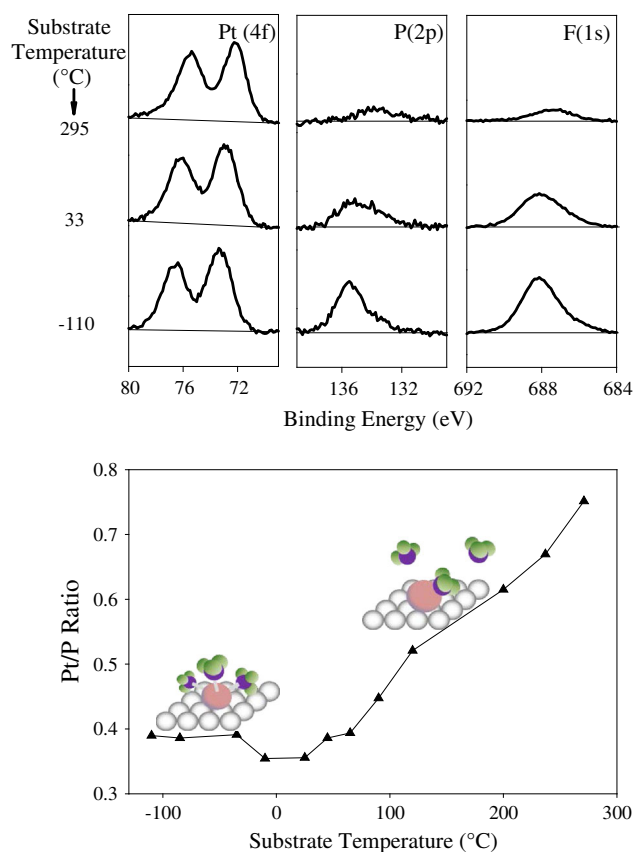 Substrate
Temperature
(°C)
Pt (4f)
P(2p)
F(1s)
295
33
-110
80 76 72
136 132
692 688 684
Binding Energy (eV)
0.8
0.7
0.6
0.5
0.4
0.3
Pt/P Ratio
-100 0 100 200 300
Substrate Temperature (°C)